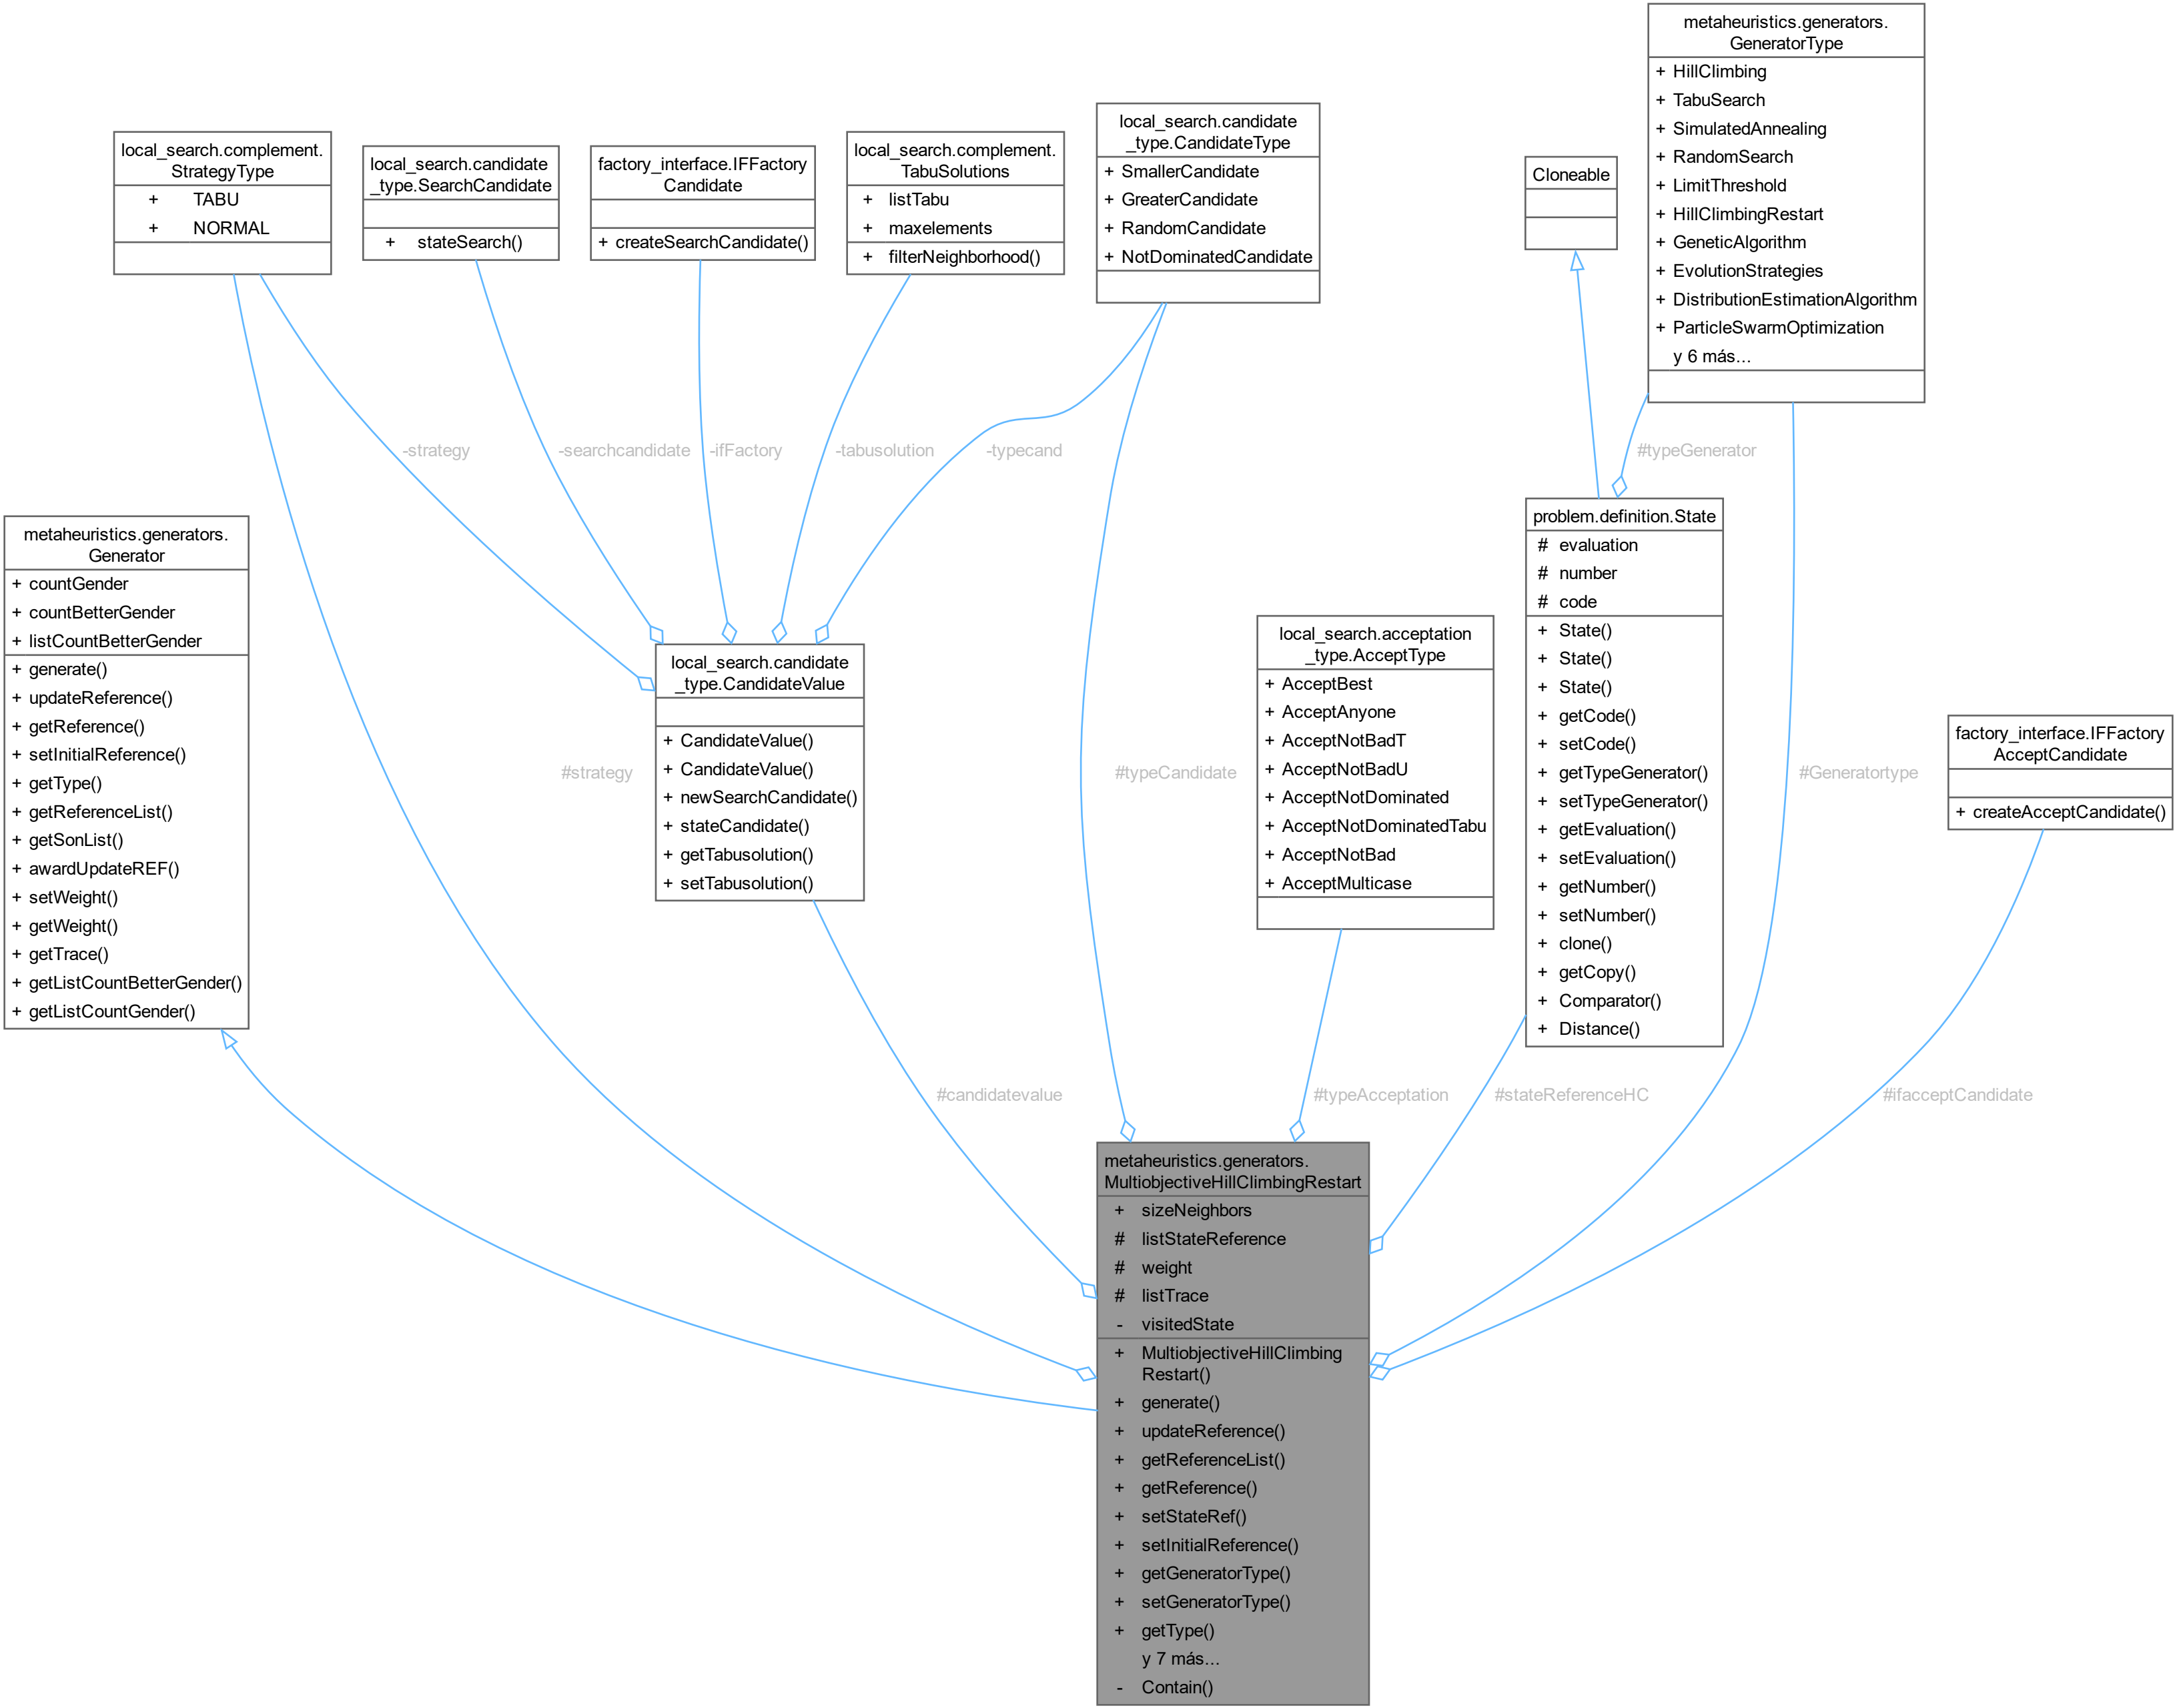 metaheuristics.generators.
GeneratorType
+ HillClimbing
+ TabuSearch
+ SimulatedAnnealing
+ RandomSearch
+ LimitThreshold
+ HillClimbingRestart
+ GeneticAlgorithm
+ EvolutionStrategies
+ DistributionEstimationAlgorithm
+ ParticleSwarmOptimization
y 6 más...
local_search.complement.
StrategyType
+ TABU
+ NORMAL
local_search.candidate
_type.SearchCandidate
+ stateSearch()
factory_interface.IFFactory
Candidate
+ createSearchCandidate()
local_search.complement.
TabuSolutions
+ listTabu
+ maxelements
+ filterNeighborhood()
local_search.candidate
_type.CandidateType
+ SmallerCandidate
+ GreaterCandidate
+ RandomCandidate
+ NotDominatedCandidate
Cloneable
-strategy
-searchcandidate
-ifFactory
-tabusolution
-typecand
#typeGenerator
metaheuristics.generators.
Generator
+ countGender
+ countBetterGender
+ listCountBetterGender
+ generate()
+ updateReference()
+ getReference()
+ setInitialReference()
+ getType()
+ getReferenceList()
+ getSonList()
+ awardUpdateREF()
+ setWeight()
+ getWeight()
+ getTrace()
+ getListCountBetterGender()
+ getListCountGender()
#strategy
local_search.candidate
_type.CandidateValue
+ CandidateValue()
+ CandidateValue()
+ newSearchCandidate()
+ stateCandidate()
+ getTabusolution()
+ setTabusolution()
#typeCandidate
local_search.acceptation
_type.AcceptType
+ AcceptBest
+ AcceptAnyone
+ AcceptNotBadT
+ AcceptNotBadU
+ AcceptNotDominated
+ AcceptNotDominatedTabu
+ AcceptNotBad
+ AcceptMulticase
problem.definition.State
# evaluation
# number
# code
+ State()
+ State()
+ State()
+ getCode()
+ setCode()
+ getTypeGenerator()
+ setTypeGenerator()
+ getEvaluation()
+ setEvaluation()
+ getNumber()
+ setNumber()
+ clone()
+ getCopy()
+ Comparator()
+ Distance()
#Generatortype
factory_interface.IFFactory
AcceptCandidate
+ createAcceptCandidate()
#candidatevalue
#typeAcceptation
#stateReferenceHC
#ifacceptCandidate
metaheuristics.generators.
MultiobjectiveHillClimbingRestart
+ sizeNeighbors
# listStateReference
# weight
# listTrace
- visitedState
+ MultiobjectiveHillClimbing
Restart()
+ generate()
+ updateReference()
+ getReferenceList()
+ getReference()
+ setStateRef()
+ setInitialReference()
+ getGeneratorType()
+ setGeneratorType()
+ getType()
y 7 más...
- Contain()